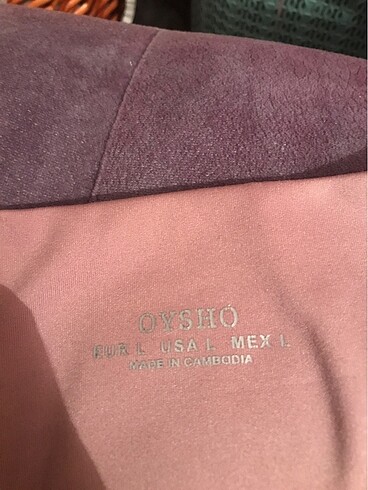 OYSHO
EUR L USA L MEX L
MADE IN CAMBODIA